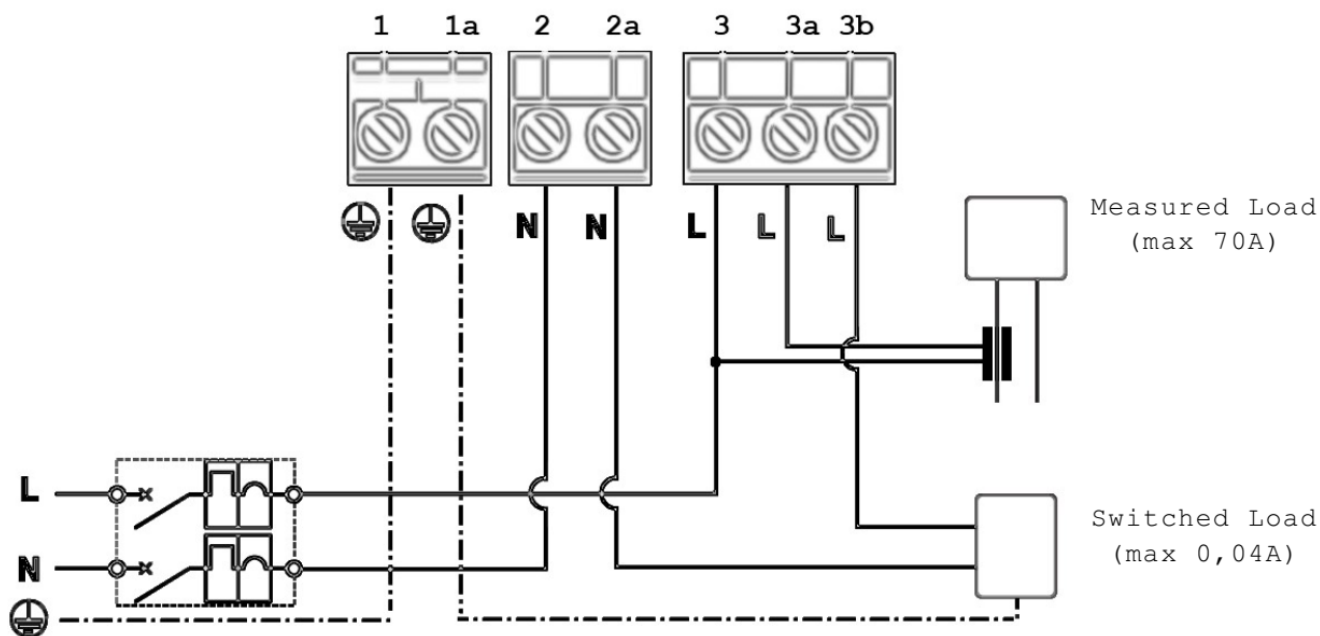 1 1a 2 2a 3 3a 3b
N N L L L
Measured Load
(max 70A)
L
Switched Load
(max 0,04A)
N